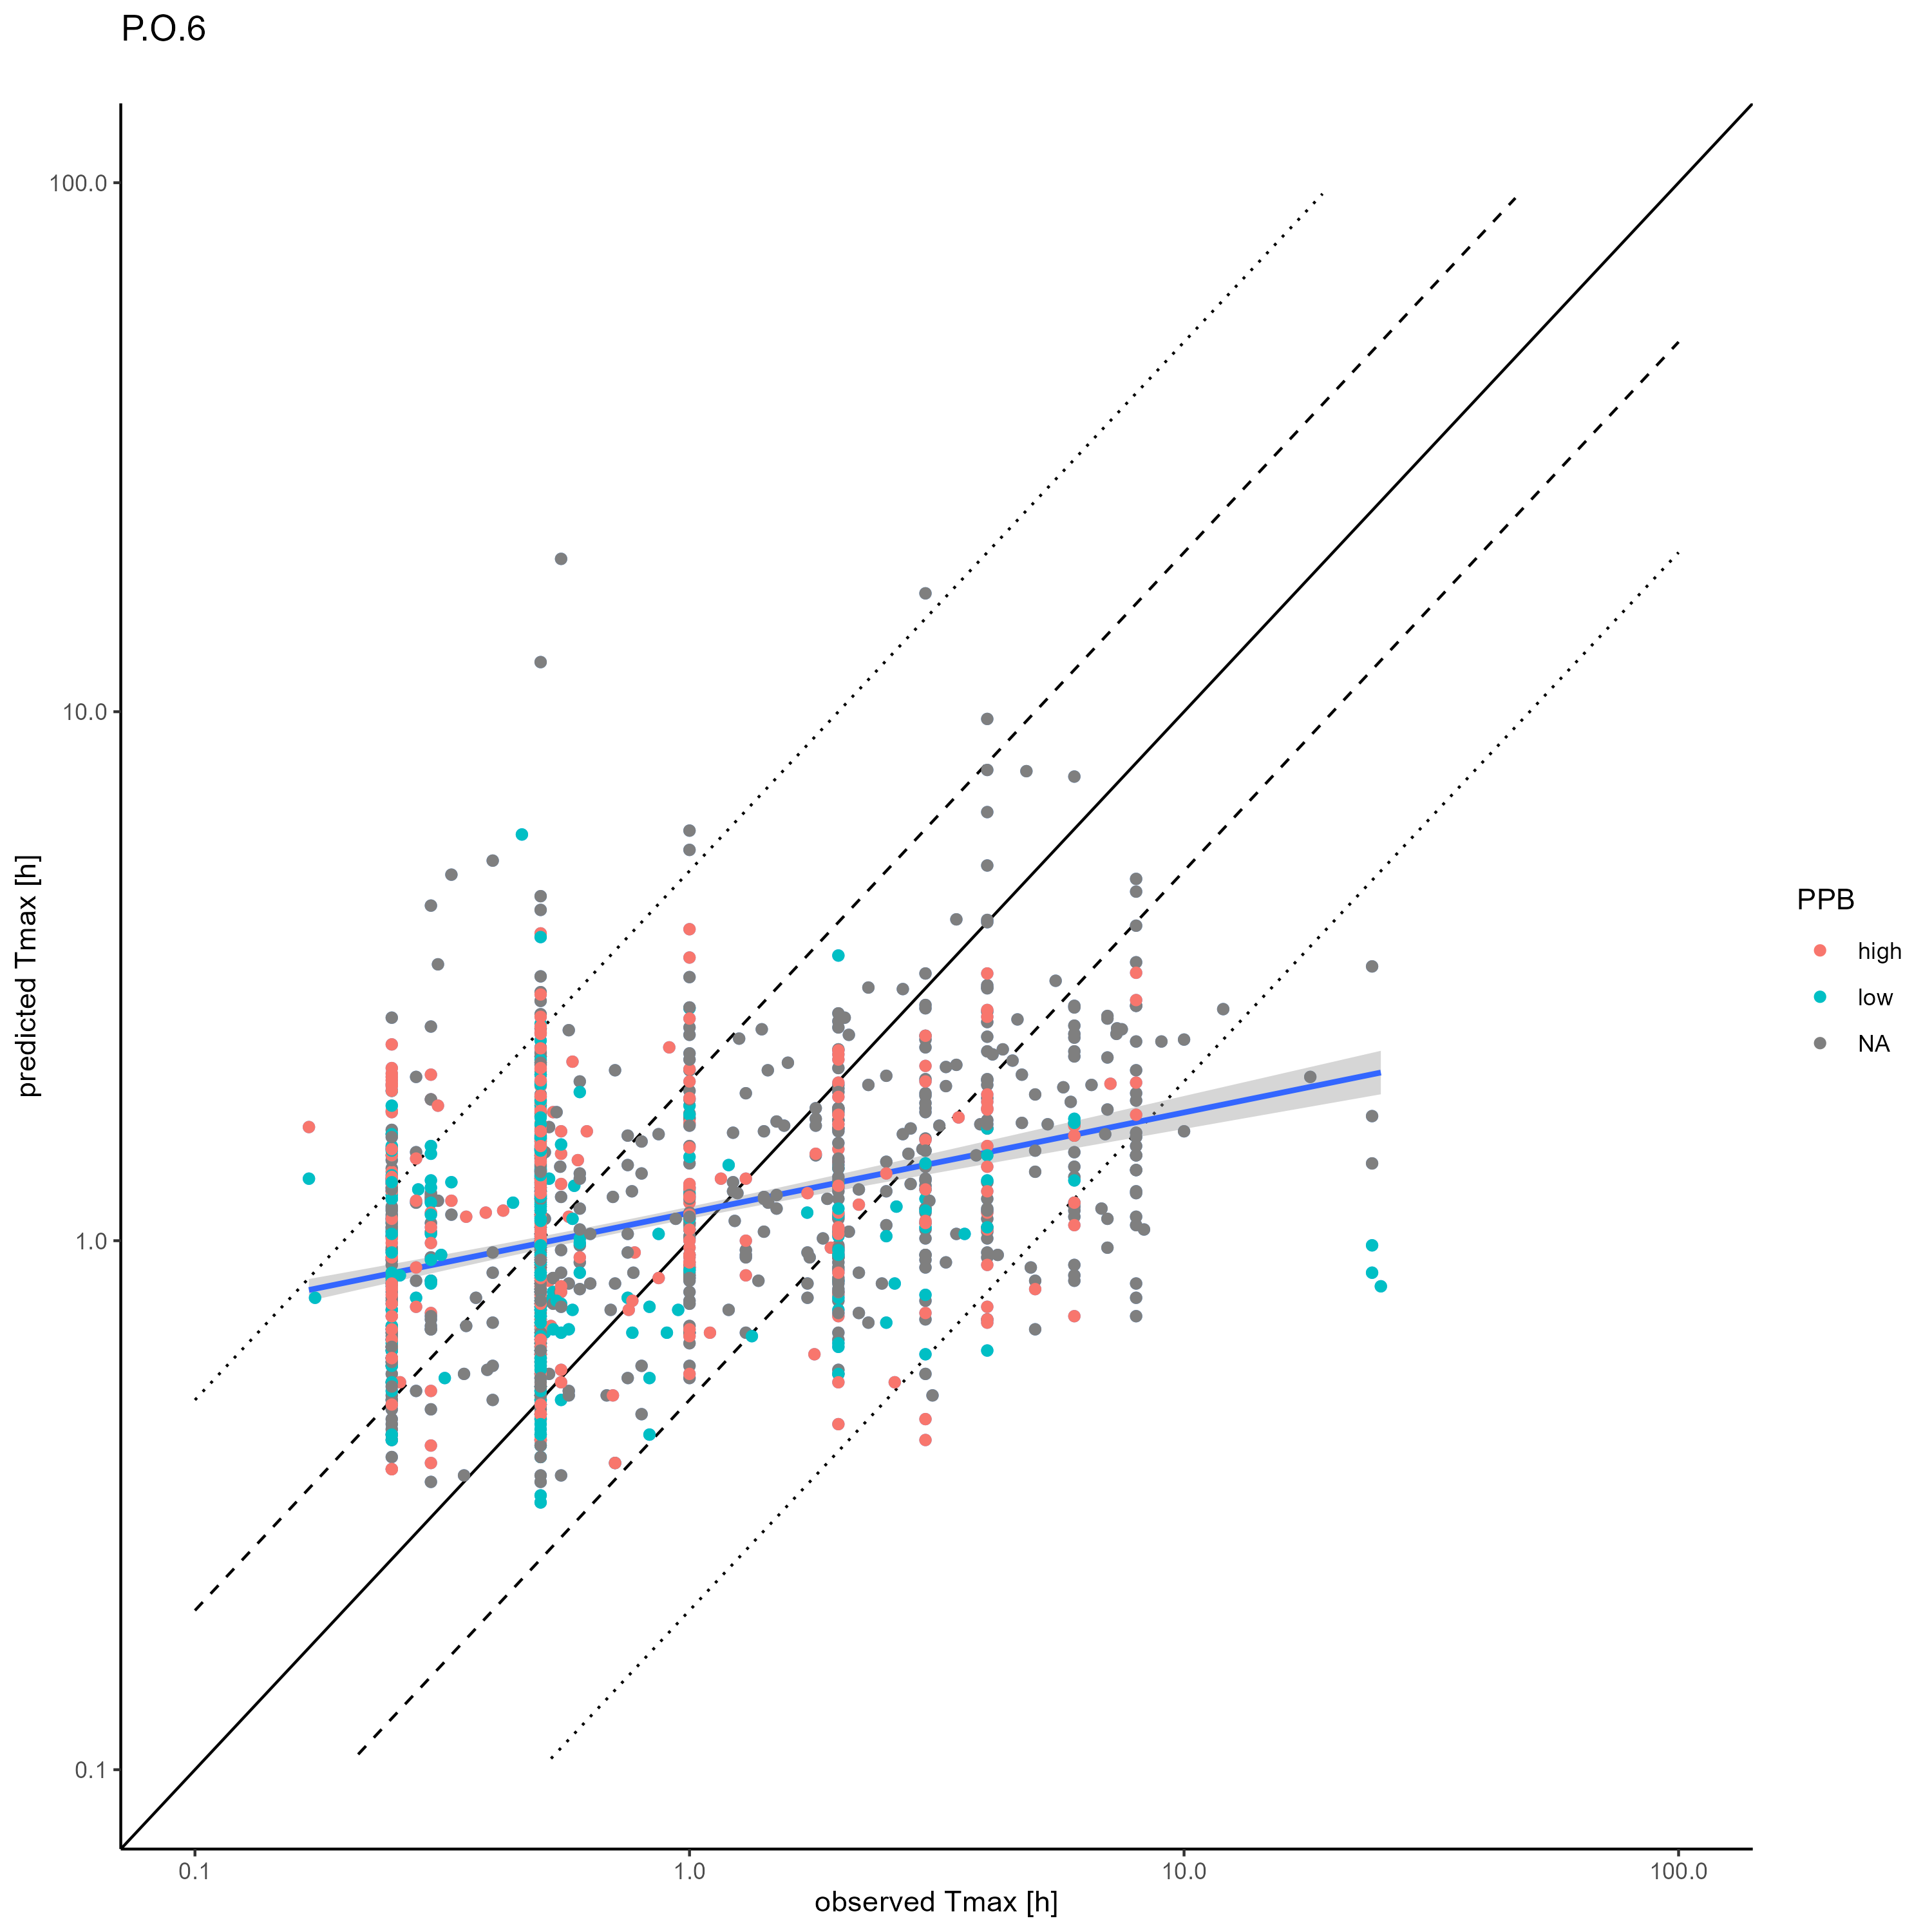 P.O.6
100.0
10.0
1.0
0.1
predicted Tmax [h]
0.1
1.0
10.0
100.0
observed Tmax [h]
PPB
high
low
NA